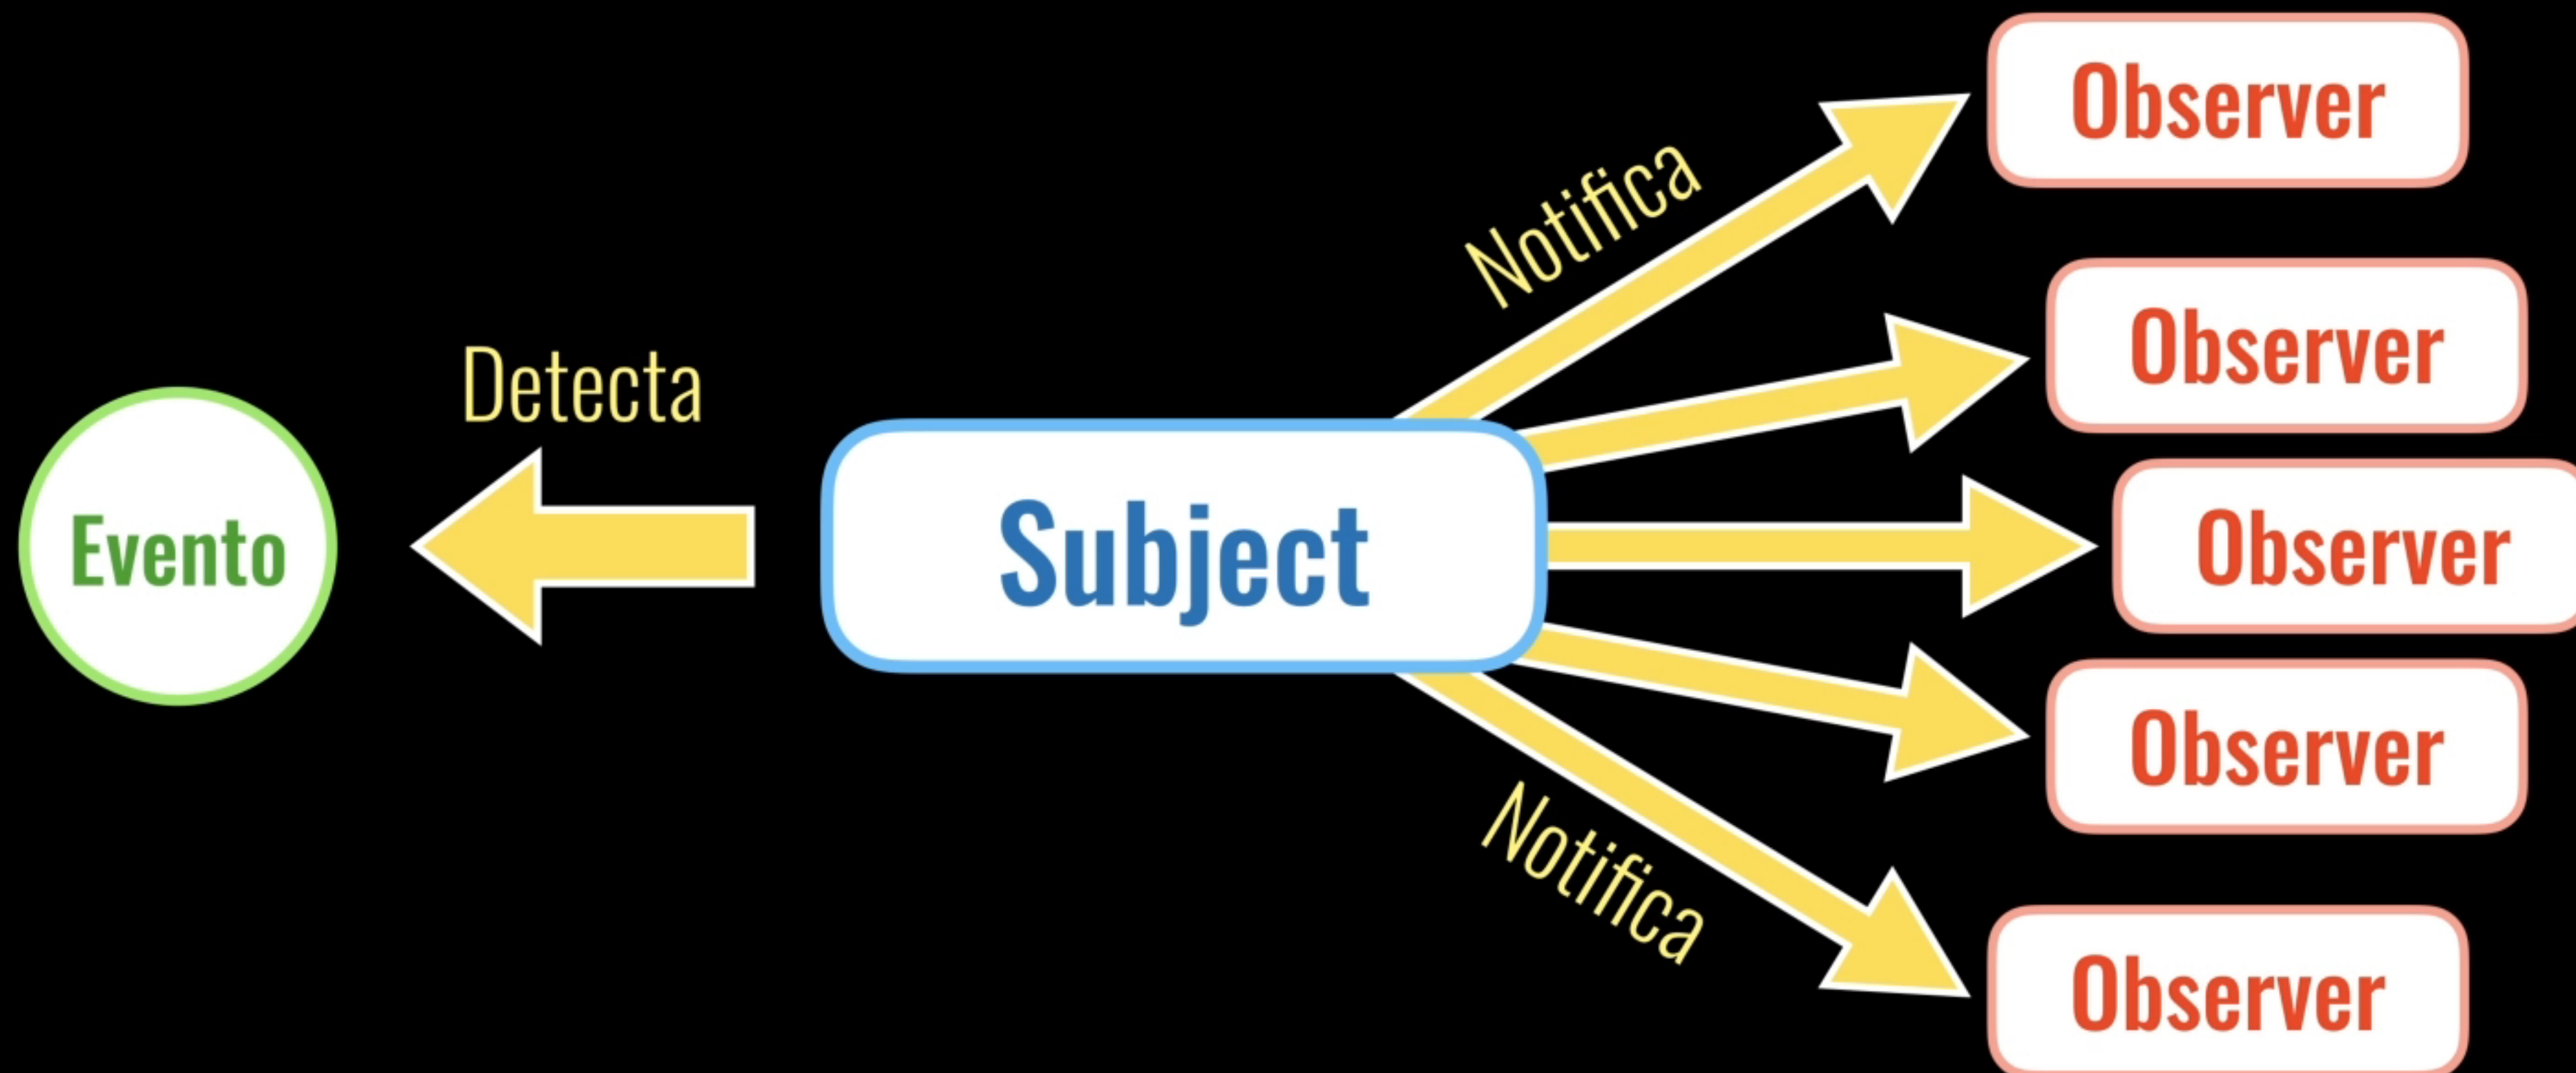 Evento
Detecta
Subject
Notifica
Notifica
Observer
Observer
Observer
Observer
Observer